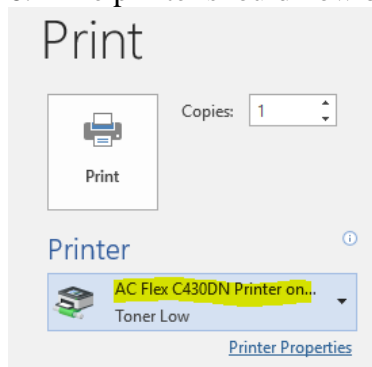 Print
Copies: 1
Print
Printer
AC Flex C430DN Printer on...
Toner Low
Printer Properties